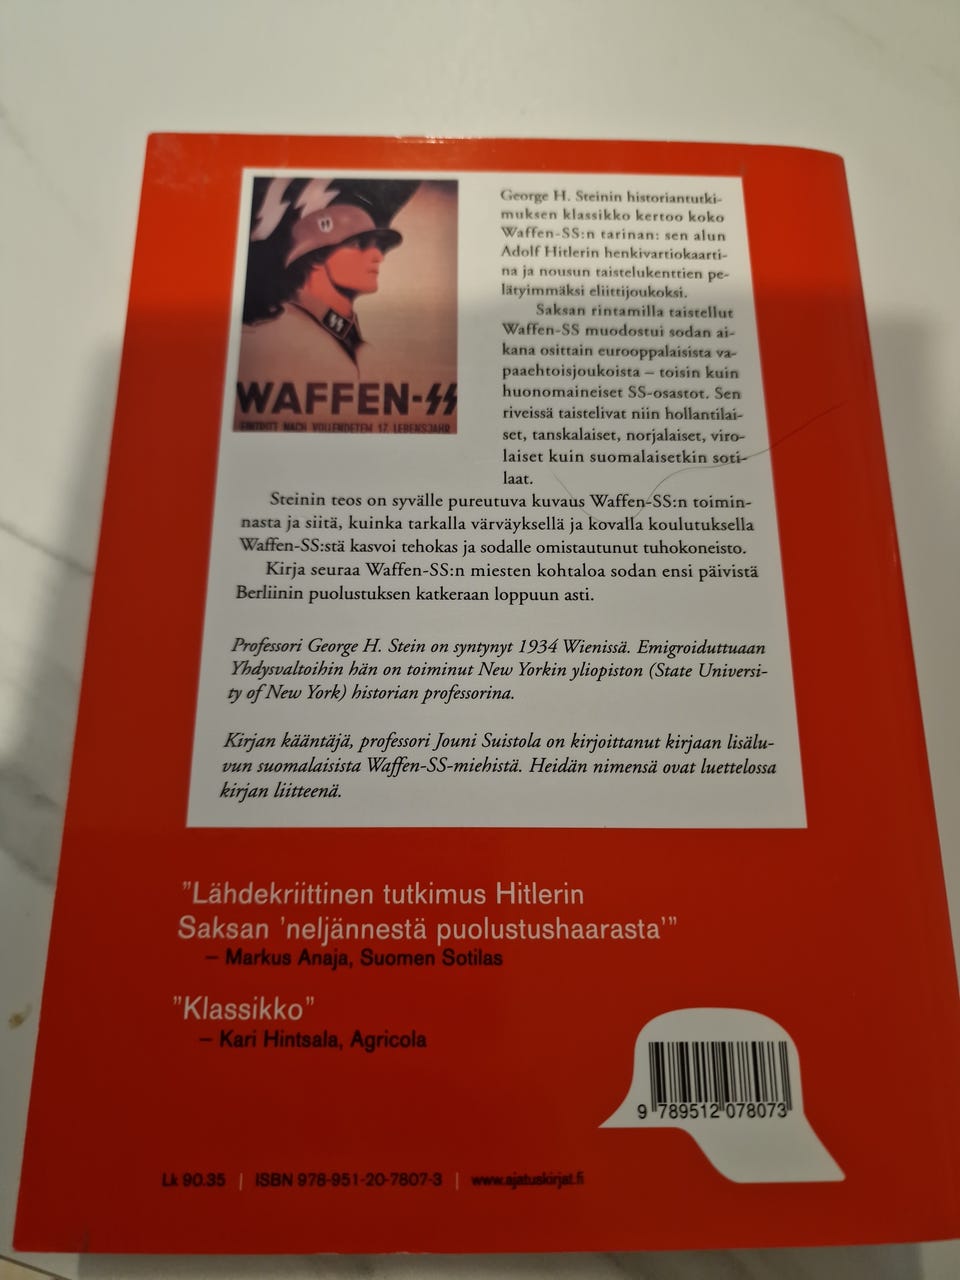 WAFFEN-SS
EINTRITT NACH VOLLENDETEM 17. LEBENSJAHR
George H. Steinin historiantutki-
muksen klassikko kertoo koko
Waffen-SS:n tarinan: sen alun
Adolf Hitlerin henkivartiokaarti-
na ja nousun taistelukenttien pe-
lätyimmäksi eliittijoukoksi.
Saksan rintamilla taistellut
Waffen-SS muodostui sodan ai-
kana osittain eurooppalaisista va-
paaehtoisjoukoista – toisin kuin
huonomaineiset SS-osastot. Sen
riveissä taistelivat niin hollantilai-
set, tanskalaiset, norjalaiset, viro-
laiset kuin suomalaisetkin soti-
laat.
Steinin teos on syvälle pureutuva kuvaus Waffen-SS:n toimin-
nasta ja siitä, kuinka tarkalla värväyksellä ja kovalla koulutuksella
Waffen-SS:stä kasvoi tehokas ja sodalle omistautunut tuhokoneisto.
Kirja seuraa Waffen-SS:n miesten kohtaloa sodan ensi päivistä
Berliinin puolustuksen katkeraan loppuun asti.
Professori George H. Stein on syntynyt 1934 Wienissä. Emigroiduttuaan
Yhdysvaltoihin hän on toiminut New Yorkin yliopiston (State Universi-
ty of New York) historian professorina.
Kirjan kääntäjä, professori Jouni Suistola on kirjoittanut kirjaan lisälu-
vun suomalaisista Waffen-SS-miehistä. Heidän nimensä ovat luettelossa
kirjan liitteenä.
"Lähdekriittinen tutkimus Hitlerin
Saksan 'neljännestä puolustushaarasta'"
– Markus Anaja, Suomen Sotilas
"Klassikko"
– Kari Hintsala, Agricola
9 789512 078073
Lk 90.35 | ISBN 978-951-20-7807-3 | www.ajatuskirjat.fi